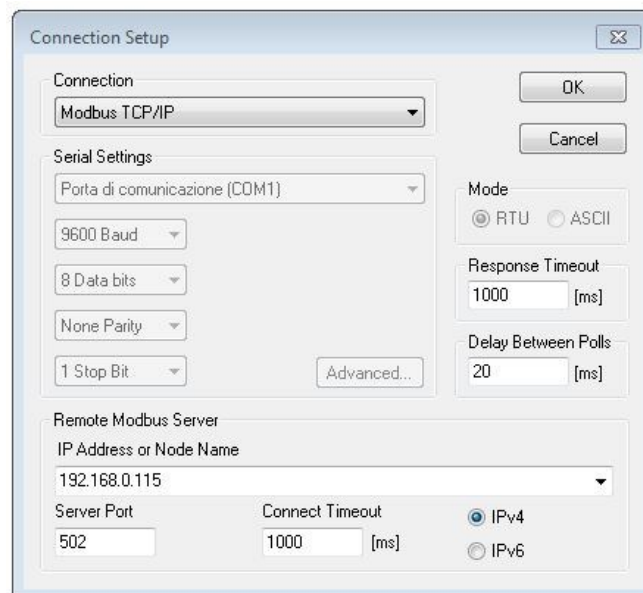 Connection Setup
Connection
OK
Modbus TCP/IP
Cancel
Serial Settings
Porta di comunicazione (COM1)
Mode
RTU ASCII
9600 Baud
Response Timeout
8 Data bits
1000 [ms]
None Parity
Delay Between Polls
1 Stop Bit
Advanced...
20 [ms]
Remote Modbus Server
IP Address or Node Name
192.168.0.115
Server Port Connect Timeout
IPv4
502 1000 [ms]
IPv6